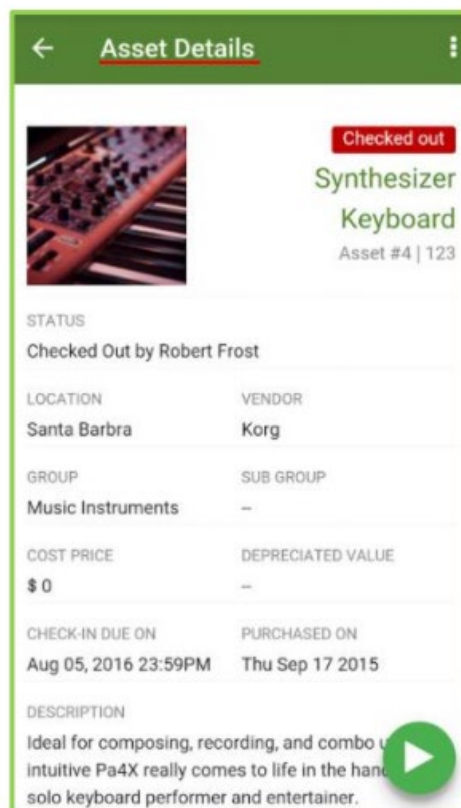 Asset Details
Checked out
Synthesizer
Keyboard
Asset #4 | 123
STATUS
Checked Out by Robert Frost
LOCATION VENDOR
Santa Barbra Korg
GROUP SUB GROUP
Music Instruments –
COST PRICE DEPRECIATED VALUE
$ 0 –
CHECK-IN DUE ON PURCHASED ON
Aug 05, 2016 23:59PM Thu Sep 17 2015
DESCRIPTION
Ideal for composing, recording, and combo
intuitive Pa4X really comes to life in the
solo keyboard performer and entertainer.